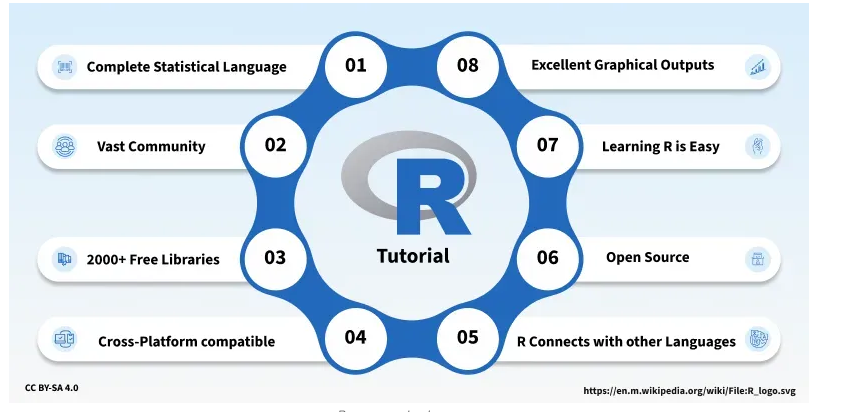 01
Complete Statistical Language
02
Vast Community
03
2000+ Free Libraries
04
Cross-Platform compatible
08
Excellent Graphical Outputs
07
Learning R is Easy
06
Open Source
05
R Connects with other Languages
R
Tutorial
CC BY-SA 4.0
https://en.m.wikipedia.org/wiki/File:R_logo.svg